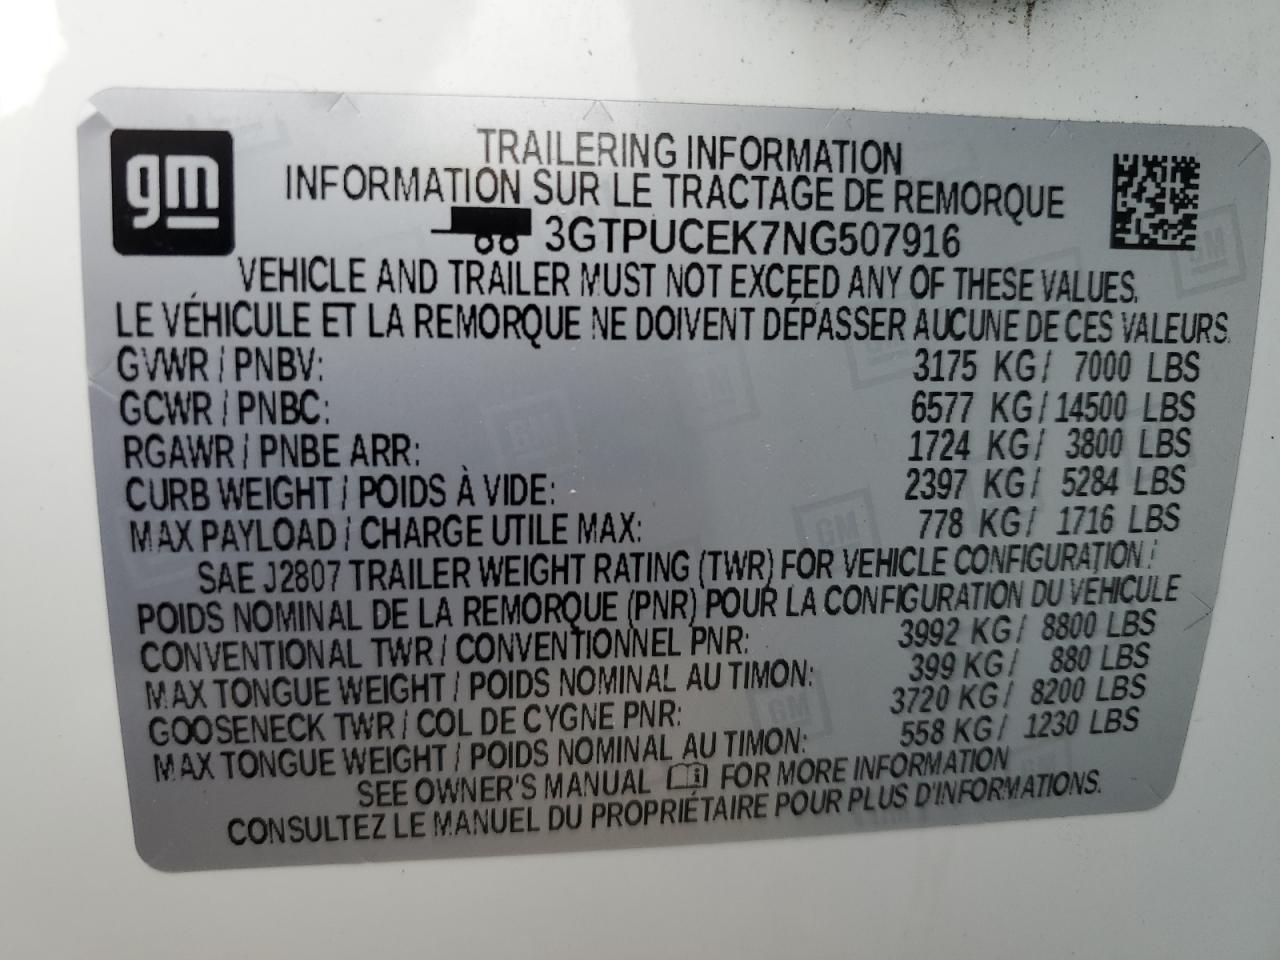 gm
TRAILERING INFORMATION
INFORMATION SUR LE TRACTAGE DE REMORQUE
3GTPUCEK7NG507916
VEHICLE AND TRAILER MUST NOT EXCEED ANY OF THESE VALUES.
LE VÉHICULE ET LA REMORQUE NE DOIVENT DÉPASSER AUCUNE DE CES VALEURS.
GVWR / PNBV: 3175 KG / 7000 LBS
GCWR / PNBC: 6577 KG / 14500 LBS
RGAWR / PNBE ARR: 1724 KG / 3800 LBS
CURB WEIGHT / POIDS À VIDE: 2397 KG / 5284 LBS
MAX PAYLOAD / CHARGE UTILE MAX: 778 KG / 1716 LBS
SAE J2807 TRAILER WEIGHT RATING (TWR) FOR VEHICLE CONFIGURATION /
POIDS NOMINAL DE LA REMORQUE (PNR) POUR LA CONFIGURATION DU VÉHICULE
CONVENTIONAL TWR / CONVENTIONNEL PNR: 3992 KG / 8800 LBS
MAX TONGUE WEIGHT / POIDS NOMINAL AU TIMON: 399 KG / 880 LBS
GOOSENECK TWR / COL DE CYGNE PNR: 3720 KG / 8200 LBS
MAX TONGUE WEIGHT / POIDS NOMINAL AU TIMON: 558 KG / 1230 LBS
SEE OWNER'S MANUAL FOR MORE INFORMATION
CONSULTEZ LE MANUEL DU PROPRIÉTAIRE POUR PLUS D'INFORMATIONS.